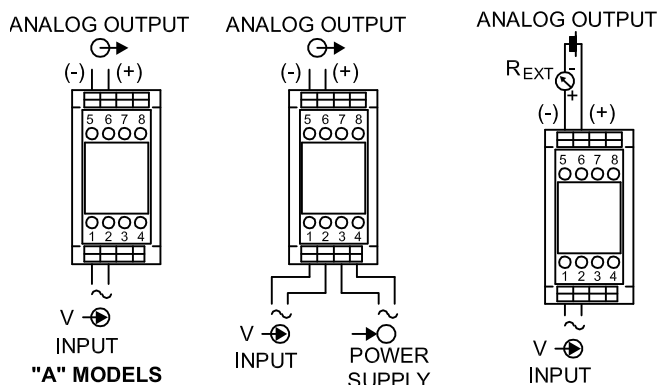 ANALOG OUTPUT
(-) (+)
5 6 7 8
1 2 3 4
~
V
INPUT
"A" MODELS
ANALOG OUTPUT
(-) (+)
5 6 7 8
1 2 3 4
~ ~
V
INPUT
POWER
SUPPLY
ANALOG OUTPUT
REXT
-
+
(-) (+)
5 6 7 8
1 2 3 4
~
V
INPUT